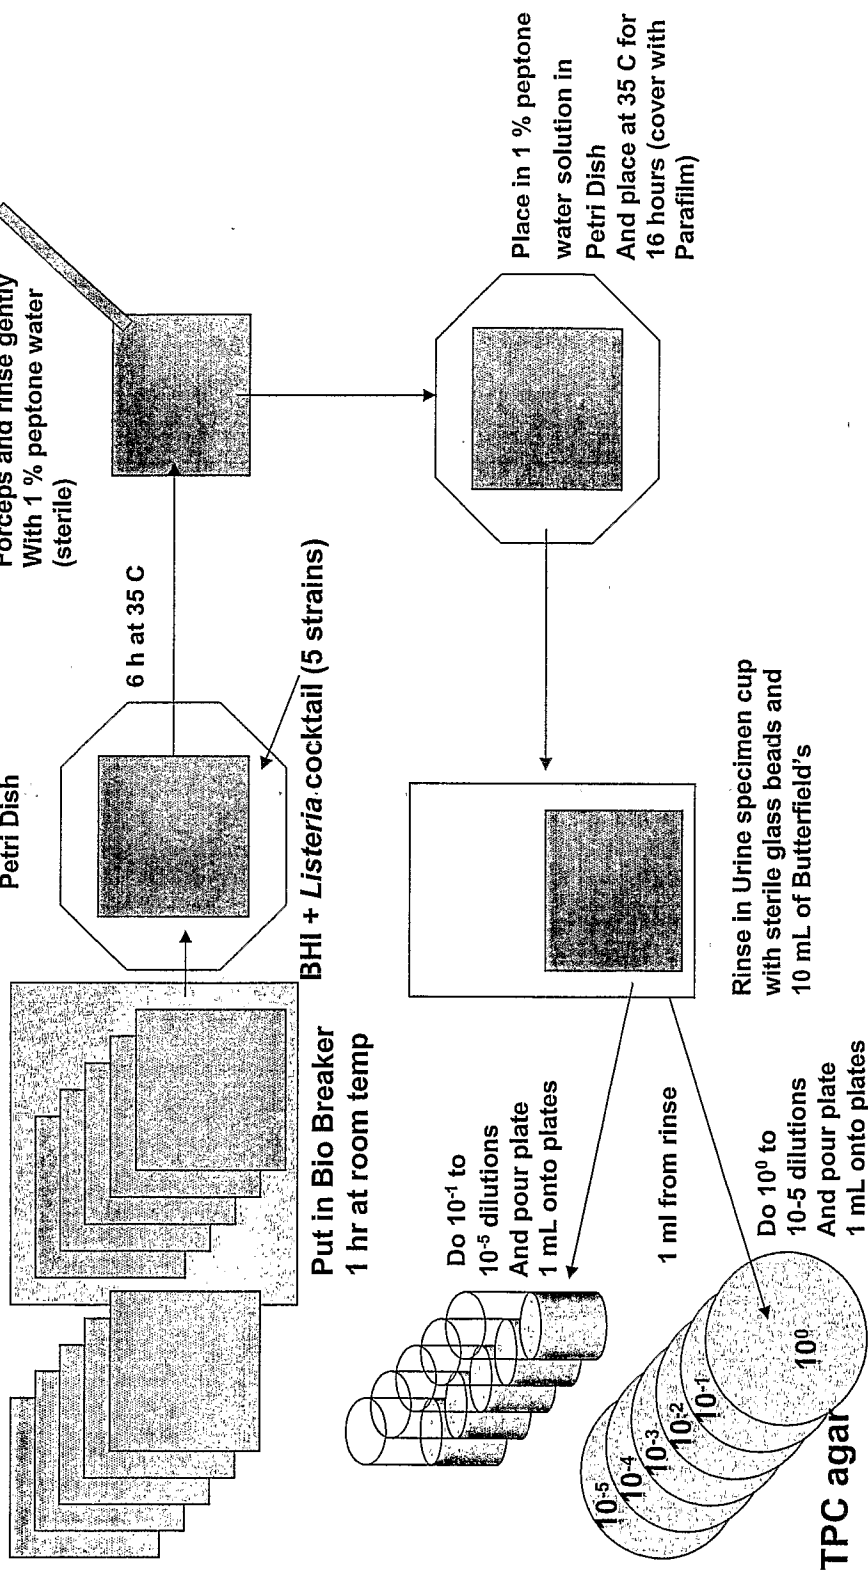 Petri Dish
Forceps and rinse gently
With 1 % peptone water
(sterile)
6 h at 35 C
BHI + Listeria cocktail (5 strains)
Put in Bio Breaker
1 hr at room temp
Place in 1 % peptone
water solution in
Petri Dish
And place at 35 C for
16 hours (cover with
Parafilm)
Rinse in Urine specimen cup
with sterile glass beads and
10 mL of Butterfield's
Do 10⁻¹ to
10⁻⁵ dilutions
And pour plate
1 mL onto plates
1 ml from rinse
Do 10⁰ to
10-5 dilutions
And pour plate
1 mL onto plates
10⁻⁵
10⁻⁴
10⁻³
10⁻²
10⁻¹
10⁰
TPC agar